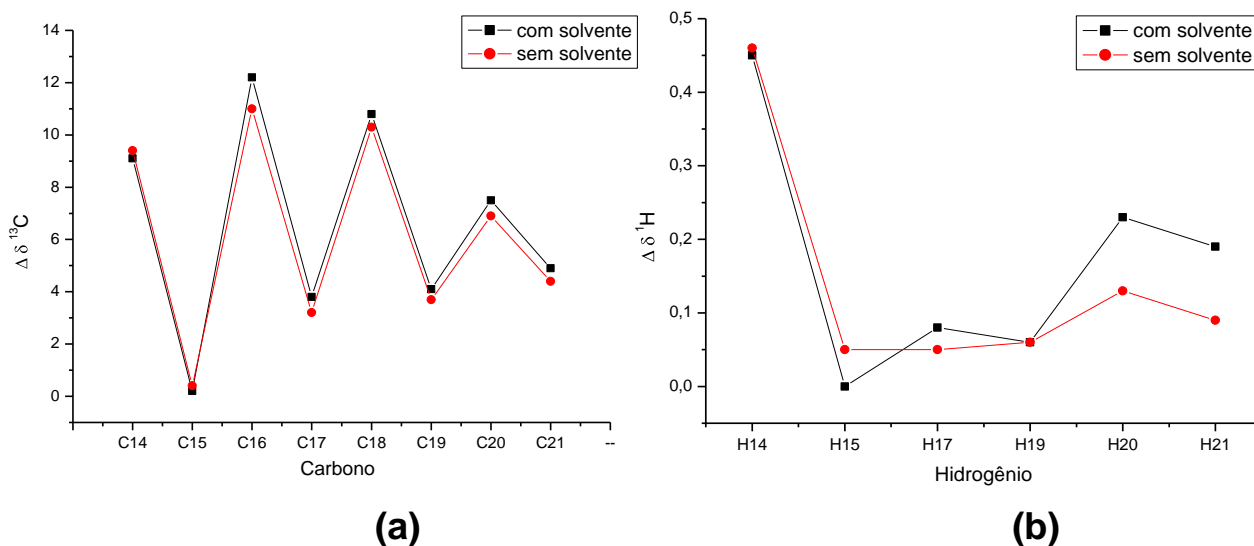 com solvente
sem solvente
14
12
10
8
6
4
2
0
Δ δ ¹³C
C14 C15 C16 C17 C18 C19 C20 C21 --
Carbono
(a)
com solvente
sem solvente
0,5
0,4
0,3
0,2
0,1
0,0
Δ δ ¹H
H14 H15 H17 H19 H20 H21
Hidrogênio
(b)